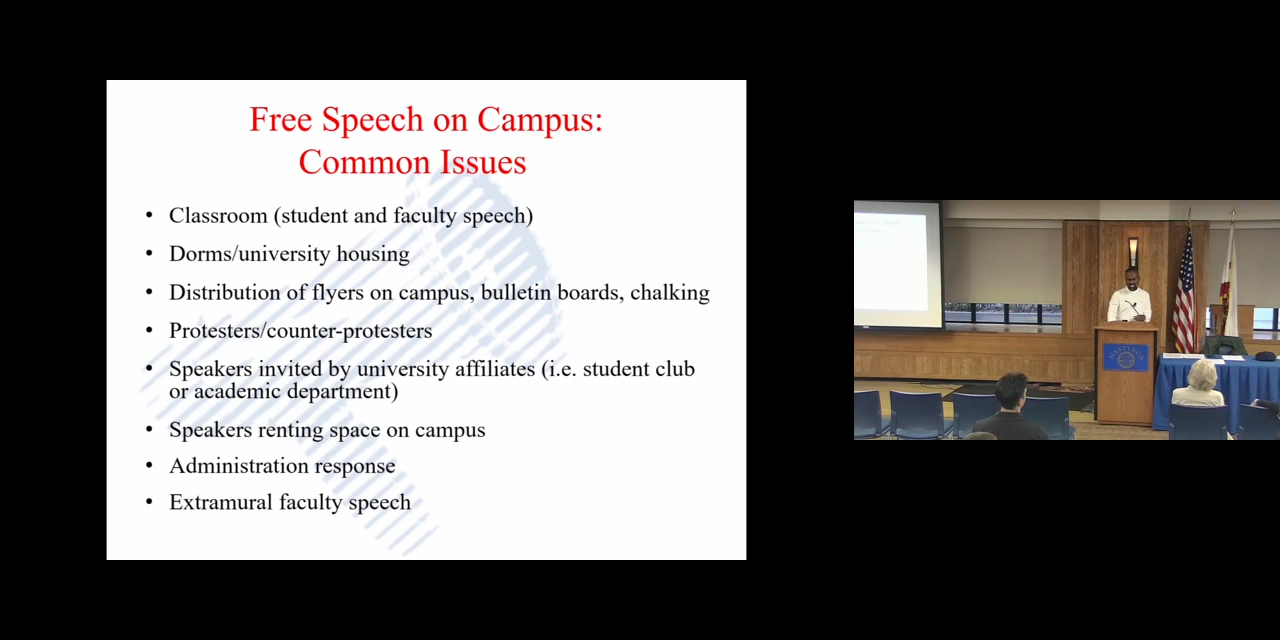 Free Speech on Campus:
Common Issues
• Classroom (student and faculty speech)
• Dorms/university housing
• Distribution of flyers on campus, bulletin boards, chalking
• Protesters/counter-protesters
• Speakers invited by university affiliates (i.e. student club
or academic department)
• Speakers renting space on campus
• Administration response
• Extramural faculty speech
HASTINGS